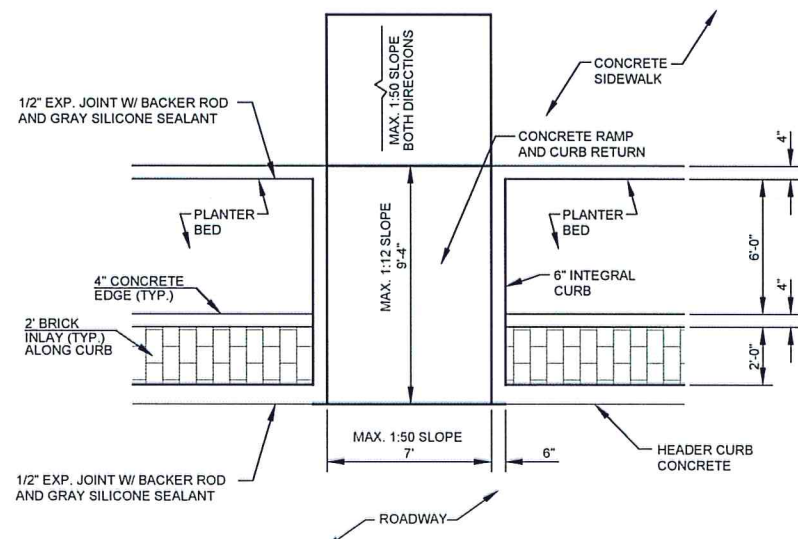 MAX. 1:50 SLOPE
BOTH DIRECTIONS
CONCRETE
SIDEWALK
1/2" EXP. JOINT W/ BACKER ROD
AND GRAY SILICONE SEALANT
CONCRETE RAMP
AND CURB RETURN
4"
PLANTER
BED
PLANTER
BED
6'-0"
MAX. 1:12 SLOPE
9'-4"
6" INTEGRAL
CURB
4" CONCRETE
EDGE (TYP.)
4"
2' BRICK
INLAY (TYP.)
ALONG CURB
2'-0"
MAX. 1:50 SLOPE
7'
6"
HEADER CURB
CONCRETE
1/2" EXP. JOINT W/ BACKER ROD
AND GRAY SILICONE SEALANT
ROADWAY